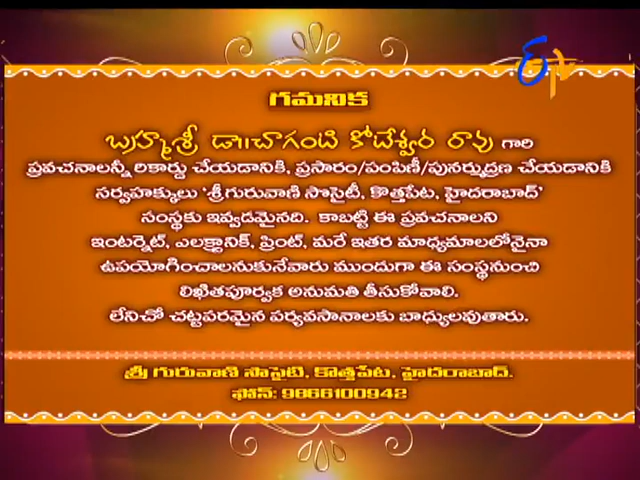 ETV
గమనిక
బ్రహ్మశ్రీ డా॥చాగంటి కోటేశ్వర రావు గారి
ప్రవచనాలన్నీ రికార్డు చేయడానికి, ప్రసారం/పంపిణీ/పునర్ముద్రణ చేయడానికి
సర్వహక్కులు 'శ్రీగురువాణి సొసైటీ, కొత్తపేట, హైదరాబాద్'
సంస్థకు ఇవ్వడమైనది. కాబట్టి ఈ ప్రవచనాలని
ఇంటర్నెట్, ఎలక్ట్రానిక్, ప్రింట్, మరే ఇతర మాధ్యమాలలోనైనా
ఉపయోగించాలనుకునేవారు ముందుగా ఈ సంస్థనుంచి
లిఖితపూర్వక అనుమతి తీసుకోవాలి.
లేనిచో చట్టపరమైన పర్యవసానాలకు బాధ్యులవుతారు.
శ్రీ గురువాణి సొసైటి, కొత్తపేట, హైదరాబాద్.
ఫోన్: 9866100942